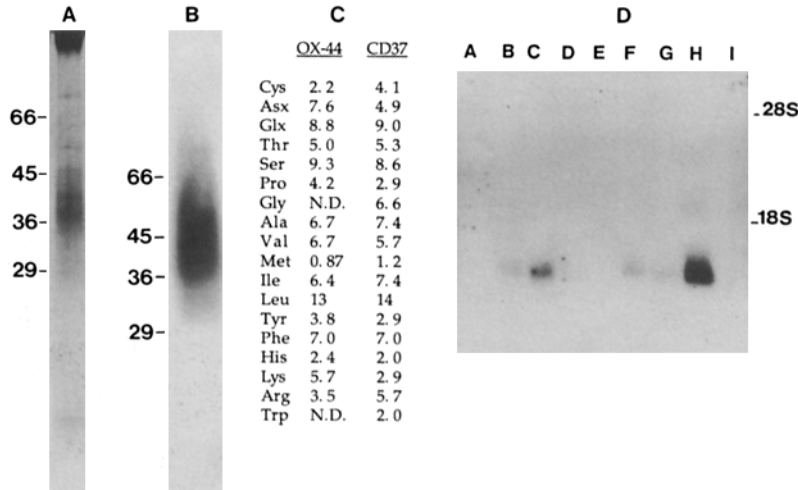 A
66-
45-
36-
29-
B
66-
45-
36-
29-
C
OX-44 CD37
Cys 2.2 4.1
Asx 7.6 4.9
Glx 8.8 9.0
Thr 5.0 5.3
Ser 9.3 8.6
Pro 4.2 2.9
Gly N.D. 6.6
Ala 6.7 7.4
Val 6.7 5.7
Met 0.87 1.2
Ile 6.4 7.4
Leu 13 14
Tyr 3.8 2.9
Phe 7.0 7.0
His 2.4 2.0
Lys 5.7 2.9
Arg 3.5 5.7
Trp N.D. 2.0
D
A B C D E F G H I
-28S
-18S